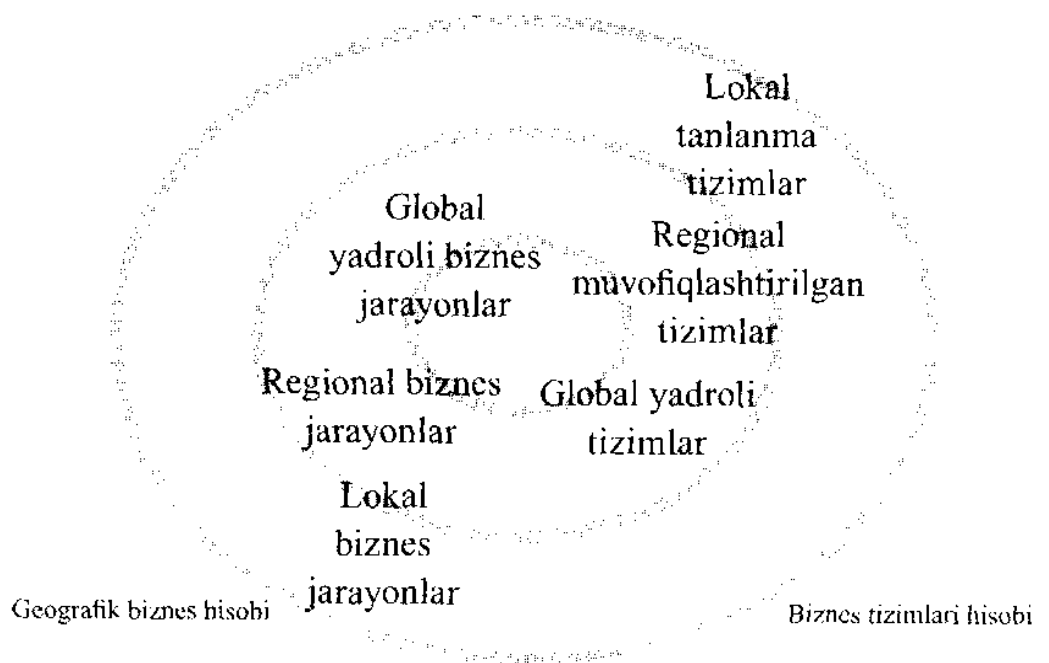 Lokal
tanlanma
tizimlar
Global
yadroli biznes
jarayonlar
Regional
muvofiqlashtirilgan
tizimlar
Regional biznes
jarayonlar
Global yadroli
tizimlar
Lokal
biznes
jarayonlar
Geografik biznes hisobi
Biznes tizimlari hisobi